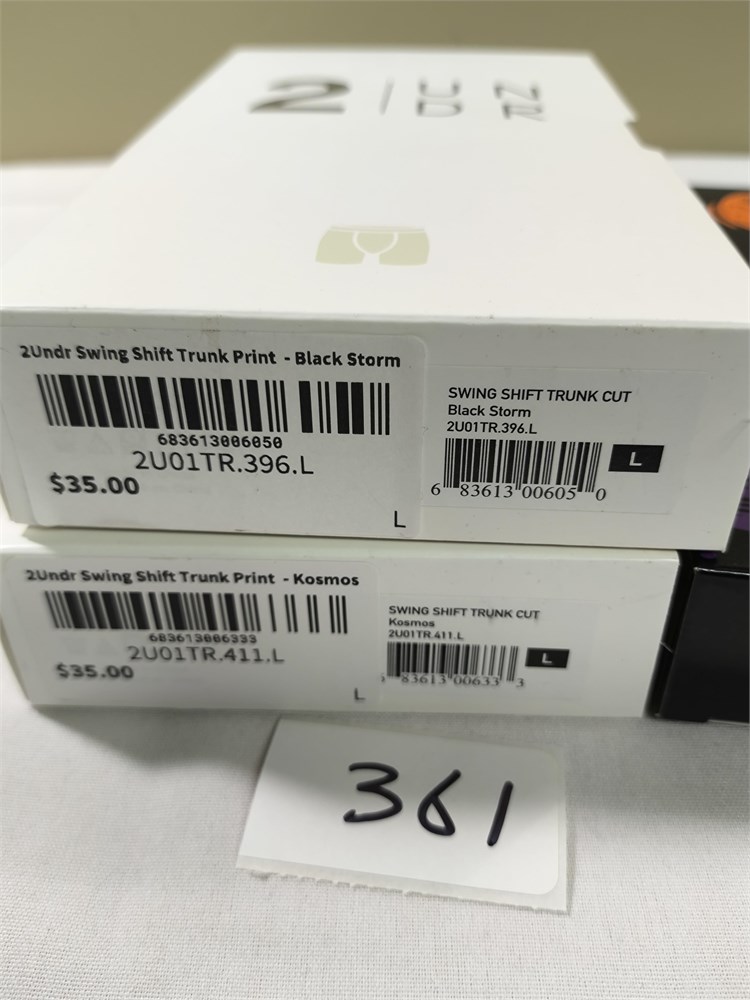 2 | UN
DR
2Undr Swing Shift Trunk Print - Black Storm
683613006050
2U01TR.396.L
$35.00
L
SWING SHIFT TRUNK CUT
Black Storm
2U01TR.396.L
L
6 83613 00605 0
2Undr Swing Shift Trunk Print - Kosmos
683613006333
2U01TR.411.L
$35.00
L
SWING SHIFT TRUNK CUT
Kosmos
2U01TR.411.L
L
83613 00633 3
361